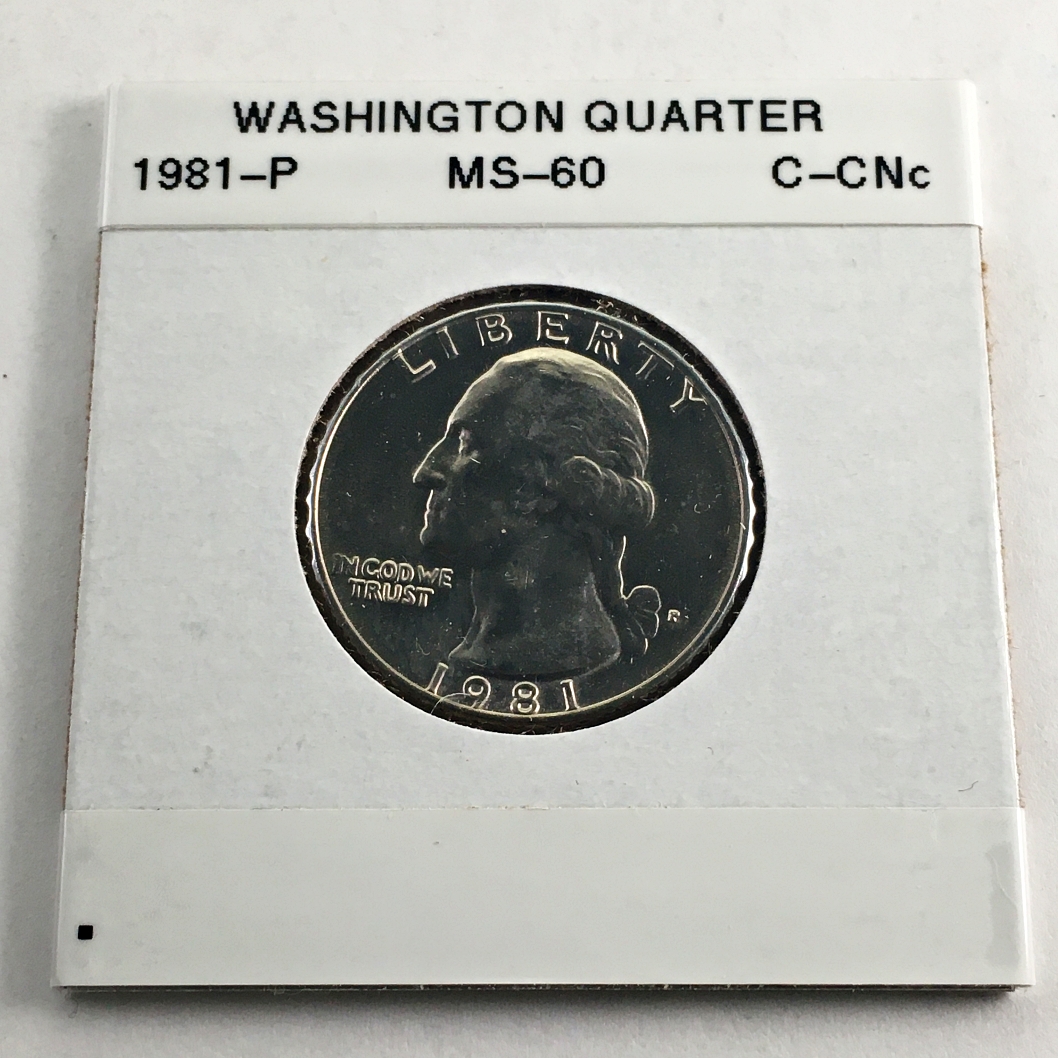 WASHINGTON QUARTER
1981-P MS-60 C-CNc
LIBERTY
IN GOD WE
TRUST
P
1981